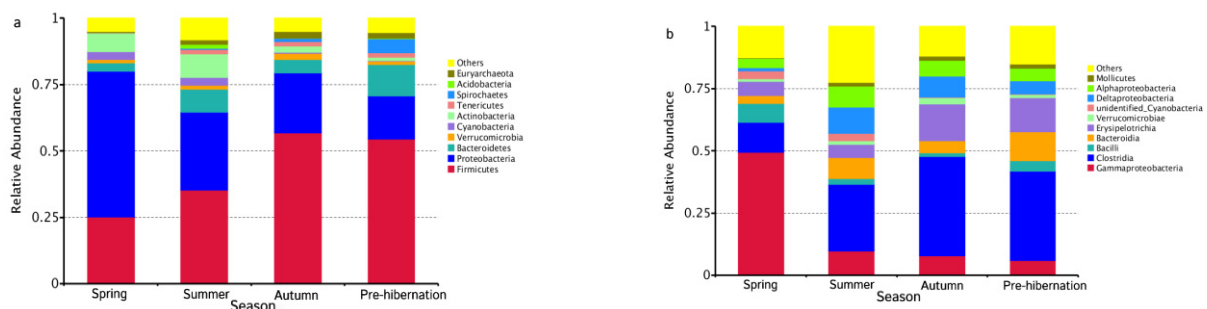 a
Relative Abundance
1
0.75
0.5
0.25
0
Spring
Summer
Autumn
Pre-hibernation
Season
Others
Euryarchaeota
Acidobacteria
Spirochaetes
Tenericutes
Actinobacteria
Cyanobacteria
Verrucomicrobia
Bacteroidetes
Proteobacteria
Firmicutes
b
Relative Abundance
1
0.75
0.5
0.25
0
Spring
Summer
Autumn
Pre-hibernation
Season
Others
Mollicutes
Alphaproteobacteria
Deltaproteobacteria
unidentified_Cyanobacteria
Verrucomicrobiae
Erysipelotrichia
Bacteroidia
Bacilli
Clostridia
Gammaproteobacteria